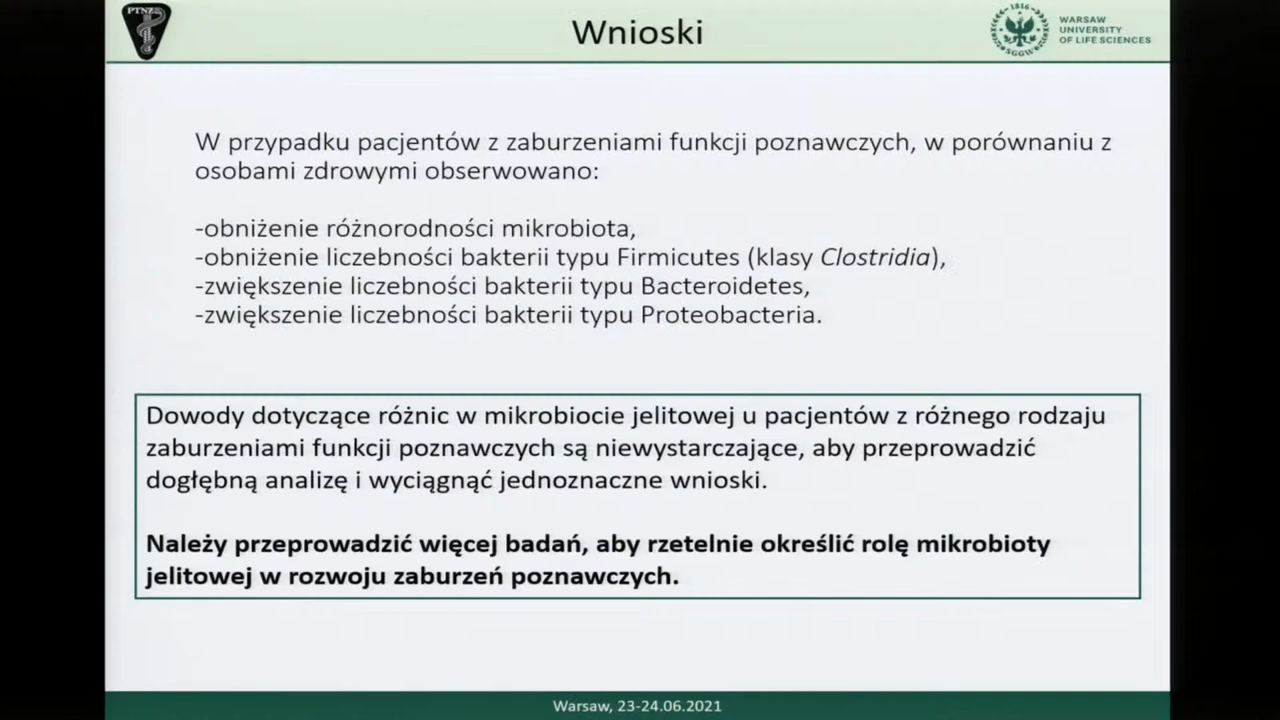 PTNZ
Wnioski
1816
SGGW
WARSAW
UNIVERSITY
OF LIFE SCIENCES
W przypadku pacjentów z zaburzeniami funkcji poznawczych, w porównaniu z
osobami zdrowymi obserwowano:
-obniżenie różnorodności mikrobiota,
-obniżenie liczebności bakterii typu Firmicutes (klasy Clostridia),
-zwiększenie liczebności bakterii typu Bacteroidetes,
-zwiększenie liczebności bakterii typu Proteobacteria.
Dowody dotyczące różnic w mikrobiocie jelitowej u pacjentów z różnego rodzaju
zaburzeniami funkcji poznawczych są niewystarczające, aby przeprowadzić
dogłębną analizę i wyciągnąć jednoznaczne wnioski.
Należy przeprowadzić więcej badań, aby rzetelnie określić rolę mikrobioty
jelitowej w rozwoju zaburzeń poznawczych.
Warsaw, 23-24.06.2021